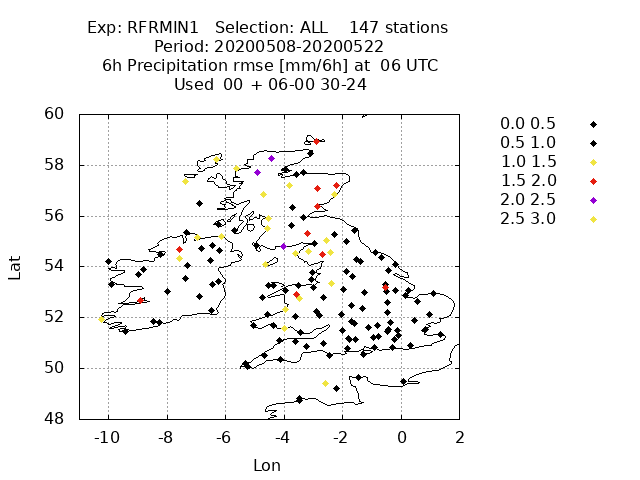 Exp: RFRMIN1 Selection: ALL 147 stations
Period: 20200508-20200522
6h Precipitation rmse [mm/6h] at 06 UTC
Used 00 + 06-00 30-24
60
58
56
54
52
50
48
Lat
-10 -8 -6 -4 -2 0 2
Lon
0.0 0.5
0.5 1.0
1.0 1.5
1.5 2.0
2.0 2.5
2.5 3.0